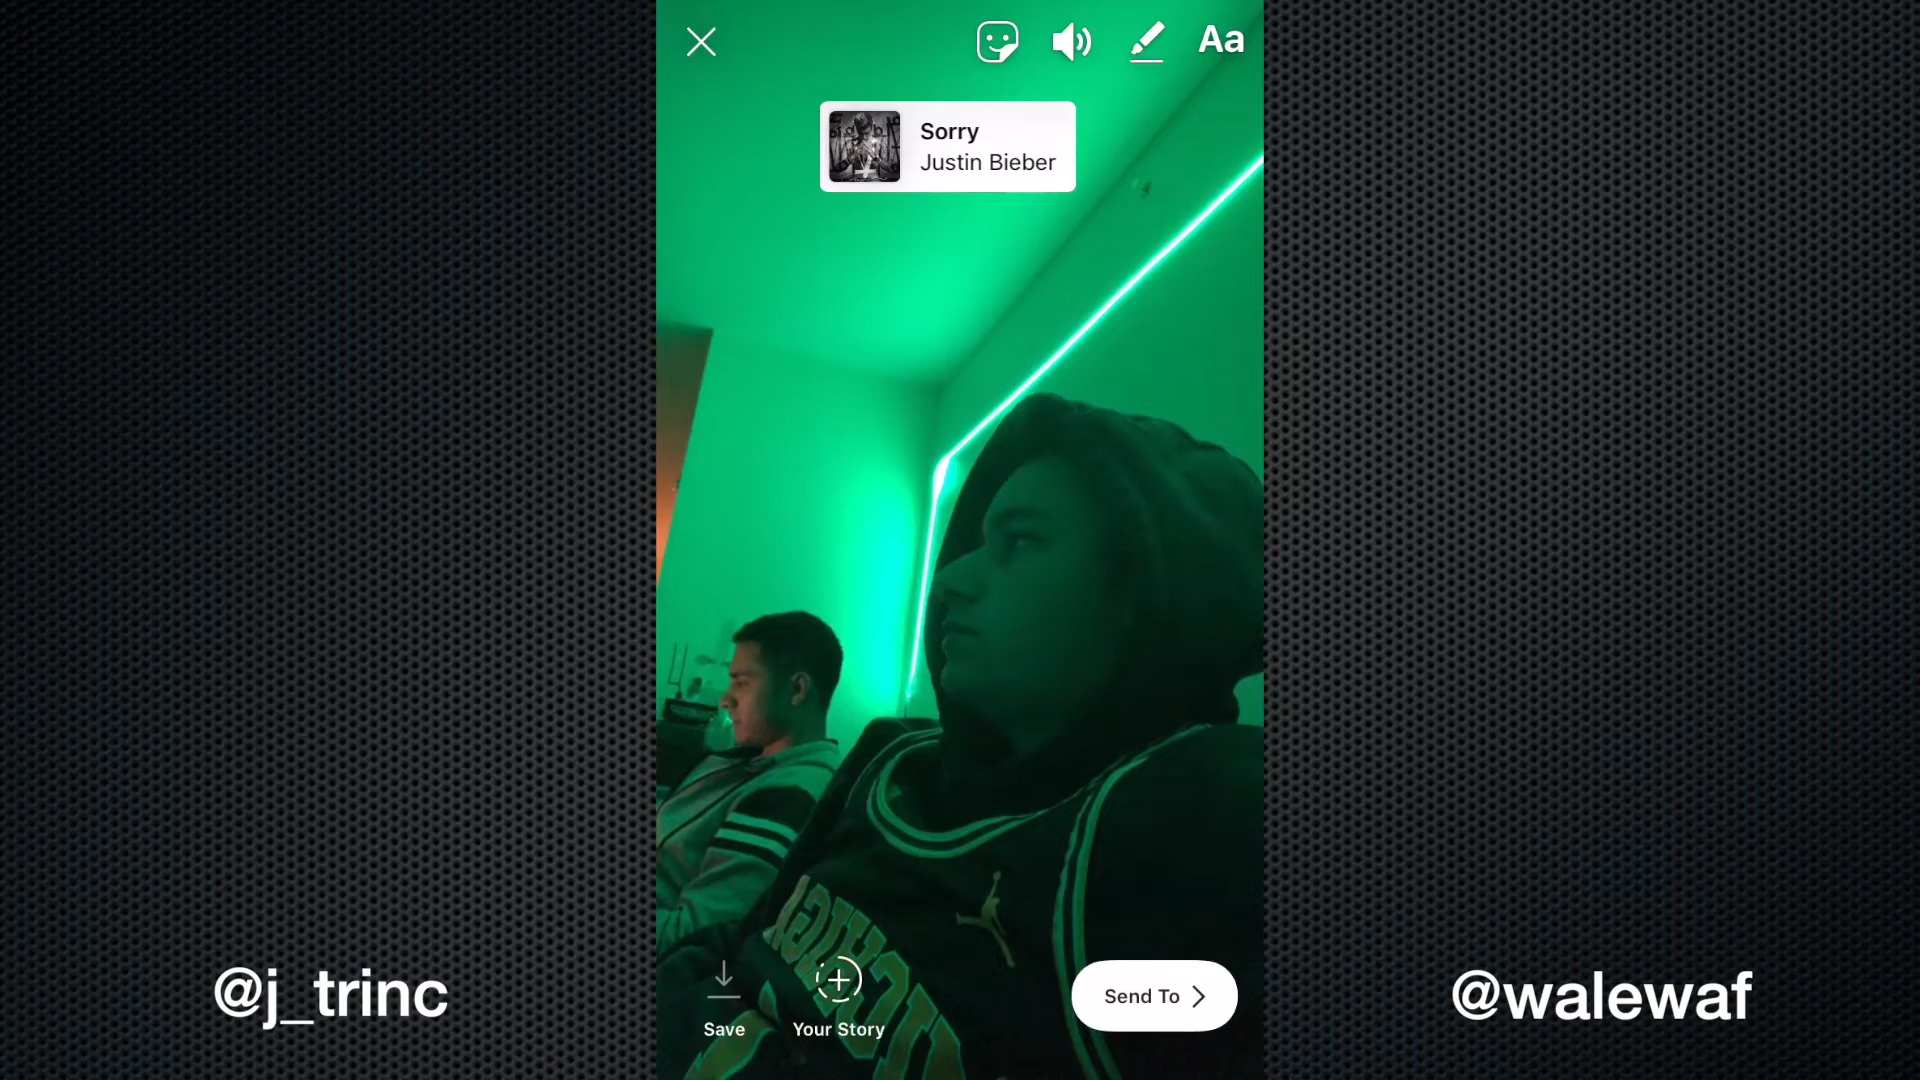 Aa
Sorry
Justin Bieber
@j_trinc
@walewaf
Send To
Save
Your Story